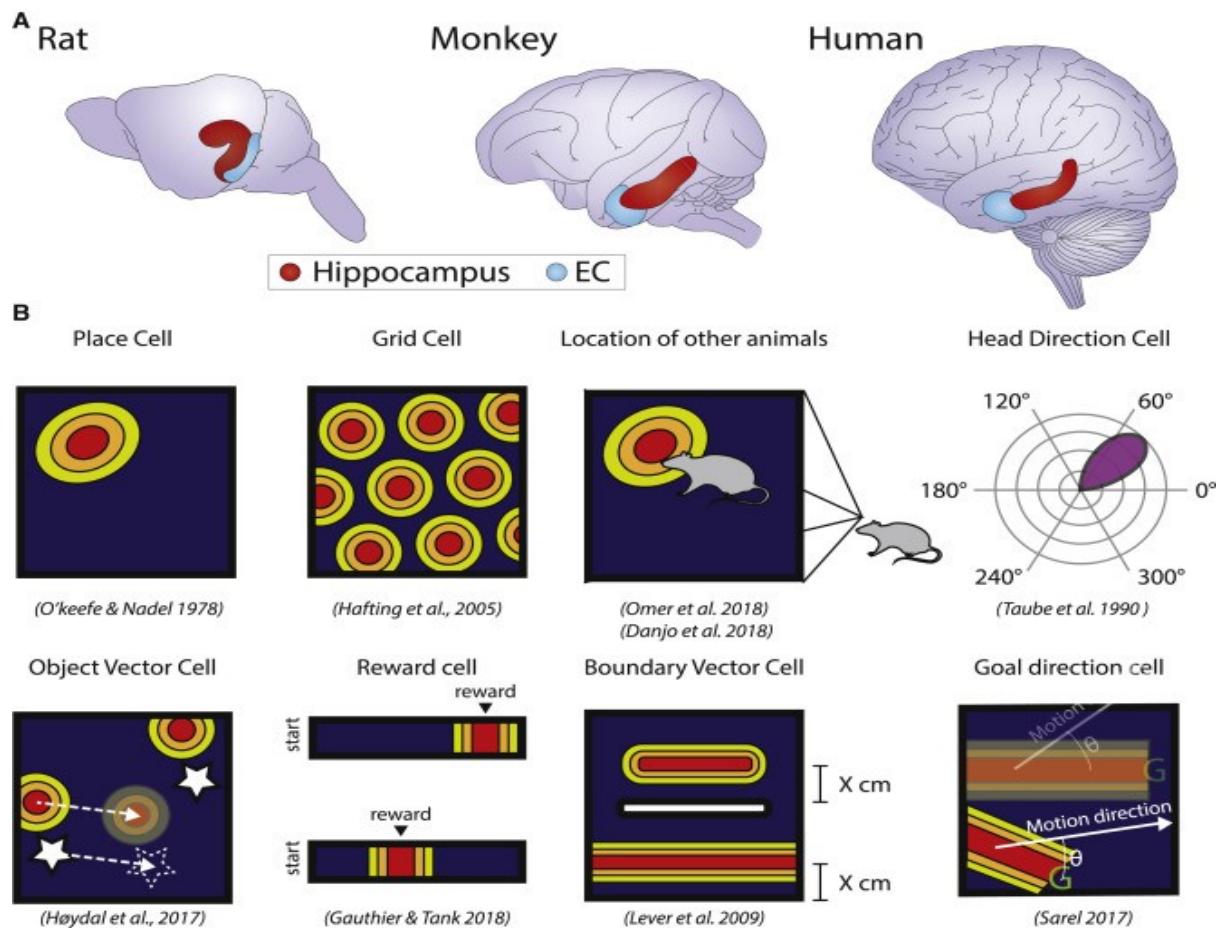 A
Rat
Monkey
Human
Hippocampus
EC
B
Place Cell
Grid Cell
Location of other animals
Head Direction Cell
120°
60°
180°
0°
240°
300°
(O'keefe & Nadel 1978)
(Hafting et al., 2005)
(Omer et al. 2018)
(Danjo et al. 2018)
(Taube et al. 1990 )
Object Vector Cell
Reward cell
Boundary Vector Cell
Goal direction cell
reward
start
reward
start
X cm
X cm
Motion
θ
G
Motion direction
θ
G
(Høydal et al., 2017)
(Gauthier & Tank 2018)
(Lever et al. 2009)
(Sarel 2017)